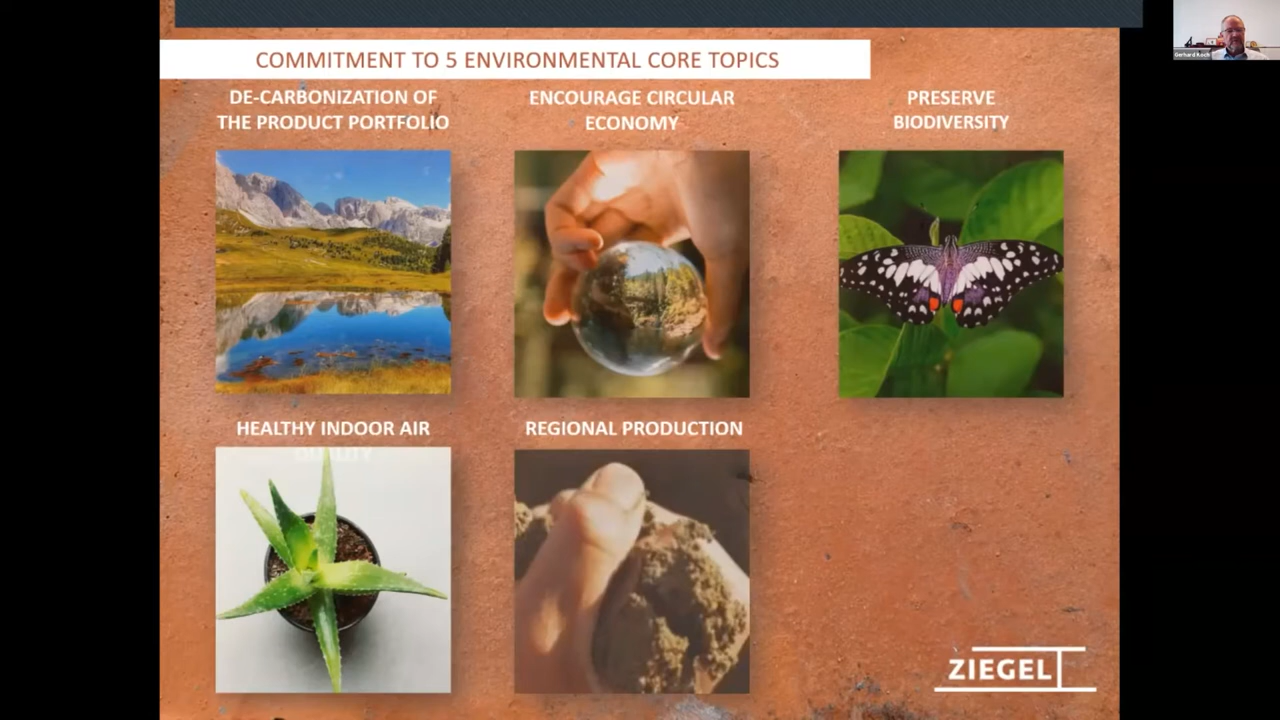 COMMITMENT TO 5 ENVIRONMENTAL CORE TOPICS
DE-CARBONIZATION OF
THE PRODUCT PORTFOLIO
ENCOURAGE CIRCULAR
ECONOMY
PRESERVE
BIODIVERSITY
HEALTHY INDOOR AIR
QUALITY
REGIONAL PRODUCTION
ZIEGEL